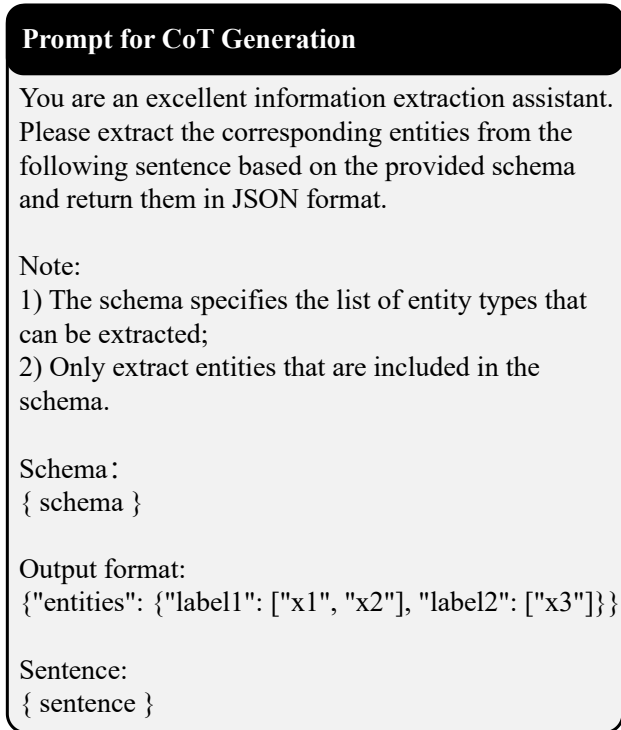 Prompt for CoT Generation
You are an excellent information extraction assistant.
Please extract the corresponding entities from the
following sentence based on the provided schema
and return them in JSON format.
Note:
1) The schema specifies the list of entity types that
can be extracted;
2) Only extract entities that are included in the
schema.
Schema：
{ schema }
Output format:
{"entities": {"label1": ["x1", "x2"], "label2": ["x3"]}}
Sentence:
{ sentence }